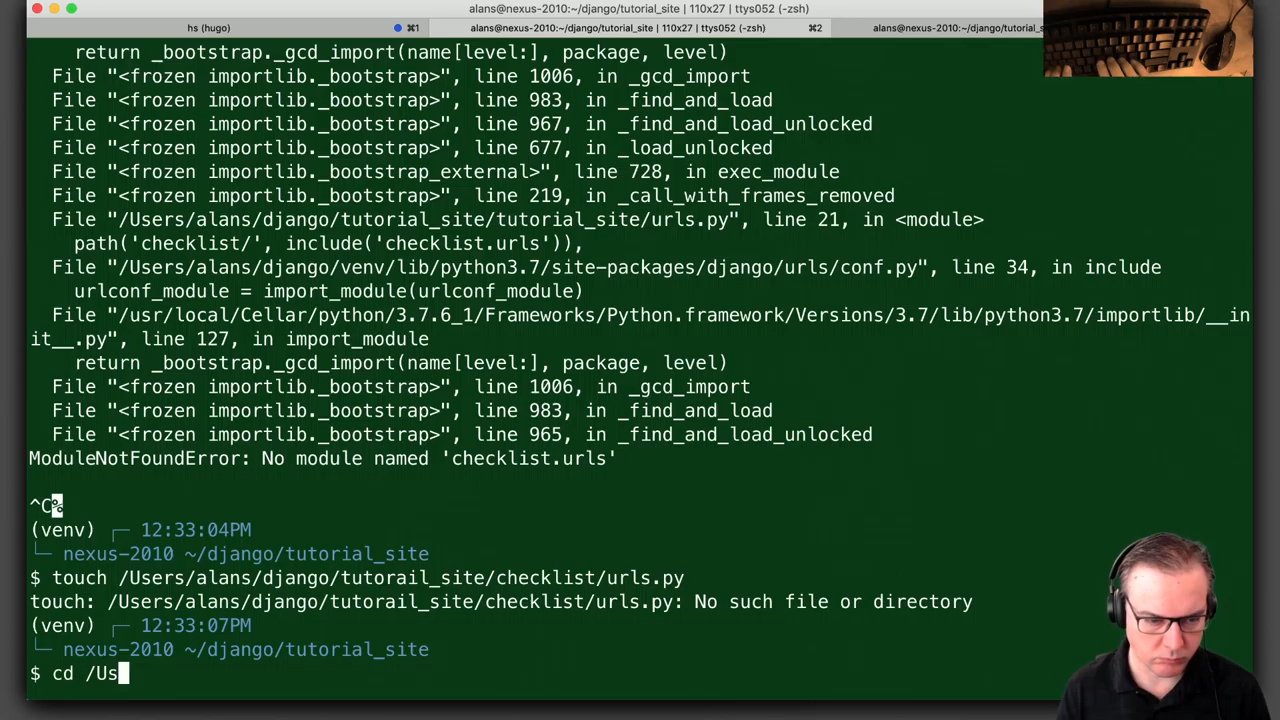 alans@nexus-2010:~/django/tutorial_site | 110x27 | ttys052 (-zsh)
hs (hugo) ⌘1 alans@nexus-2010:~/django/tutorial_site | 110x27 | ttys052 (-zsh) ⌘2 alans@nexus-2010:~/django/tutorial_s
return _bootstrap._gcd_import(name[level:], package, level)
File "<frozen importlib._bootstrap>", line 1006, in _gcd_import
File "<frozen importlib._bootstrap>", line 983, in _find_and_load
File "<frozen importlib._bootstrap>", line 967, in _find_and_load_unlocked
File "<frozen importlib._bootstrap>", line 677, in _load_unlocked
File "<frozen importlib._bootstrap_external>", line 728, in exec_module
File "<frozen importlib._bootstrap>", line 219, in _call_with_frames_removed
File "/Users/alans/django/tutorial_site/tutorial_site/urls.py", line 21, in <module>
path('checklist/', include('checklist.urls')),
File "/Users/alans/django/venv/lib/python3.7/site-packages/django/urls/conf.py", line 34, in include
urlconf_module = import_module(urlconf_module)
File "/usr/local/Cellar/python/3.7.6_1/Frameworks/Python.framework/Versions/3.7/lib/python3.7/importlib/__in
it__.py", line 127, in import_module
return _bootstrap._gcd_import(name[level:], package, level)
File "<frozen importlib._bootstrap>", line 1006, in _gcd_import
File "<frozen importlib._bootstrap>", line 983, in _find_and_load
File "<frozen importlib._bootstrap>", line 965, in _find_and_load_unlocked
ModuleNotFoundError: No module named 'checklist.urls'
^C%
(venv) ┌─ 12:33:04PM
└─ nexus-2010 ~/django/tutorial_site
$ touch /Users/alans/django/tutorail_site/checklist/urls.py
touch: /Users/alans/django/tutorail_site/checklist/urls.py: No such file or directory
(venv) ┌─ 12:33:07PM
└─ nexus-2010 ~/django/tutorial_site
$ cd /Us